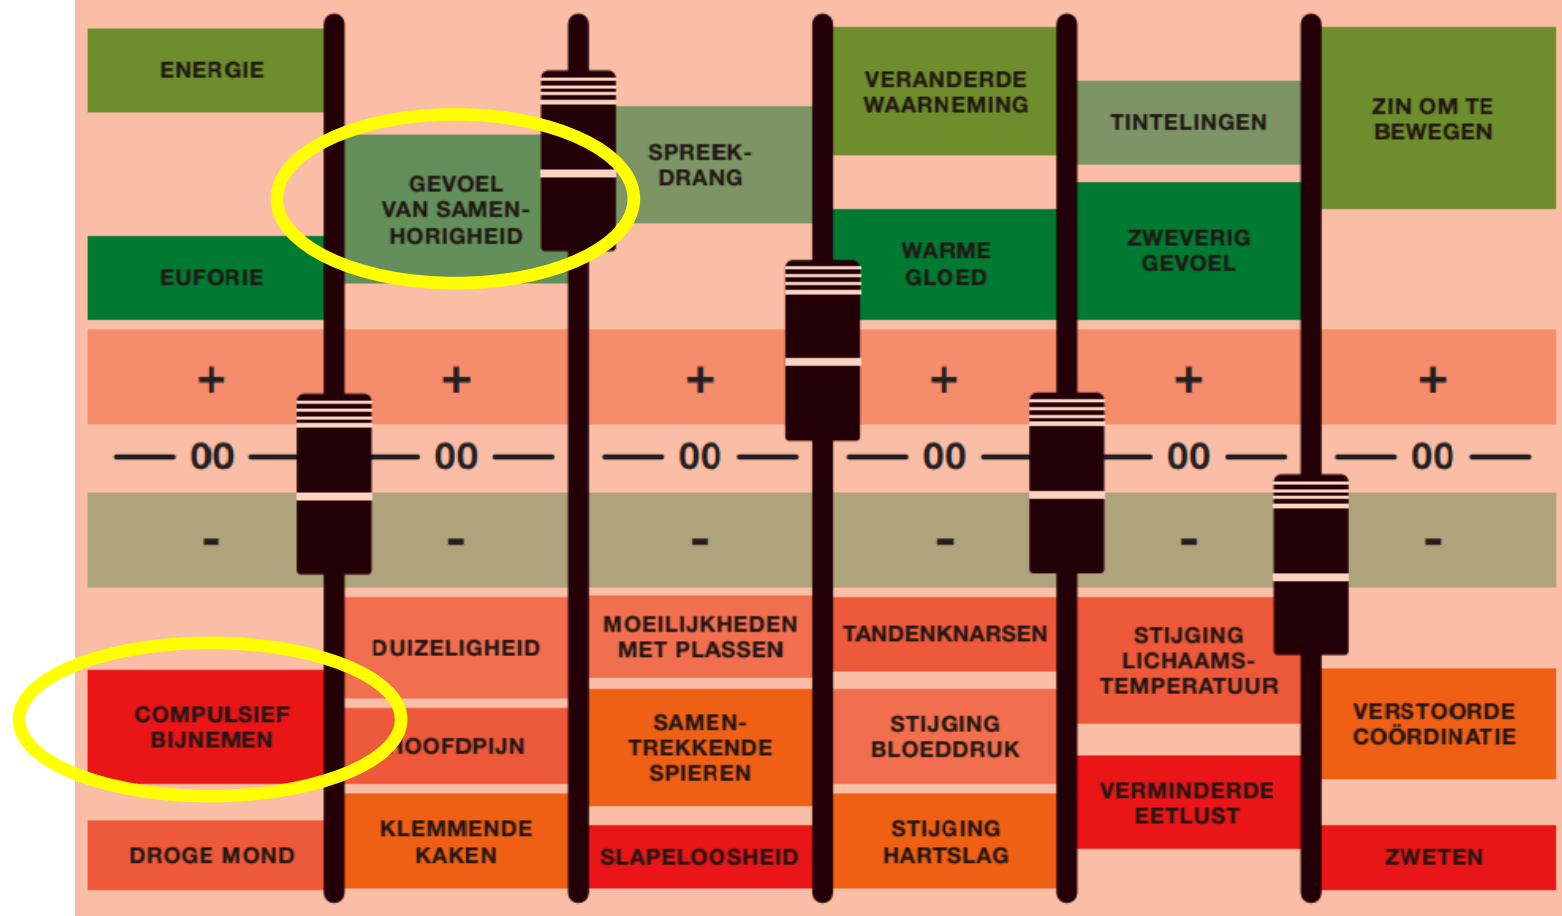 ENERGIE
EUFORIE
GEVOEL
VAN SAMEN-
HORIGHEID
SPREEK-
DRANG
VERANDERDE
WAARNEMING
WARME
GLOED
TINTELINGEN
ZWEVERIG
GEVOEL
ZIN OM TE
BEWEGEN
+ + + + + +
00 00 00 00 00 00
- - - - - -
COMPULSIEF
BIJNEMEN
DROGE MOND
DUIZELIGHEID
HOOFDPIJN
KLEMMENDE
KAKEN
MOEILIJKHEDEN
MET PLASSEN
SAMEN-
TREKKENDE
SPIEREN
SLAPELOOSHEID
TANDENKNARSEN
STIJGING
BLOEDDRUK
STIJGING
HARTSLAG
STIJGING
LICHAAMS-
TEMPERATUUR
VERMINDERDE
EETLUST
VERSTOORDE
COÖRDINATIE
ZWETEN